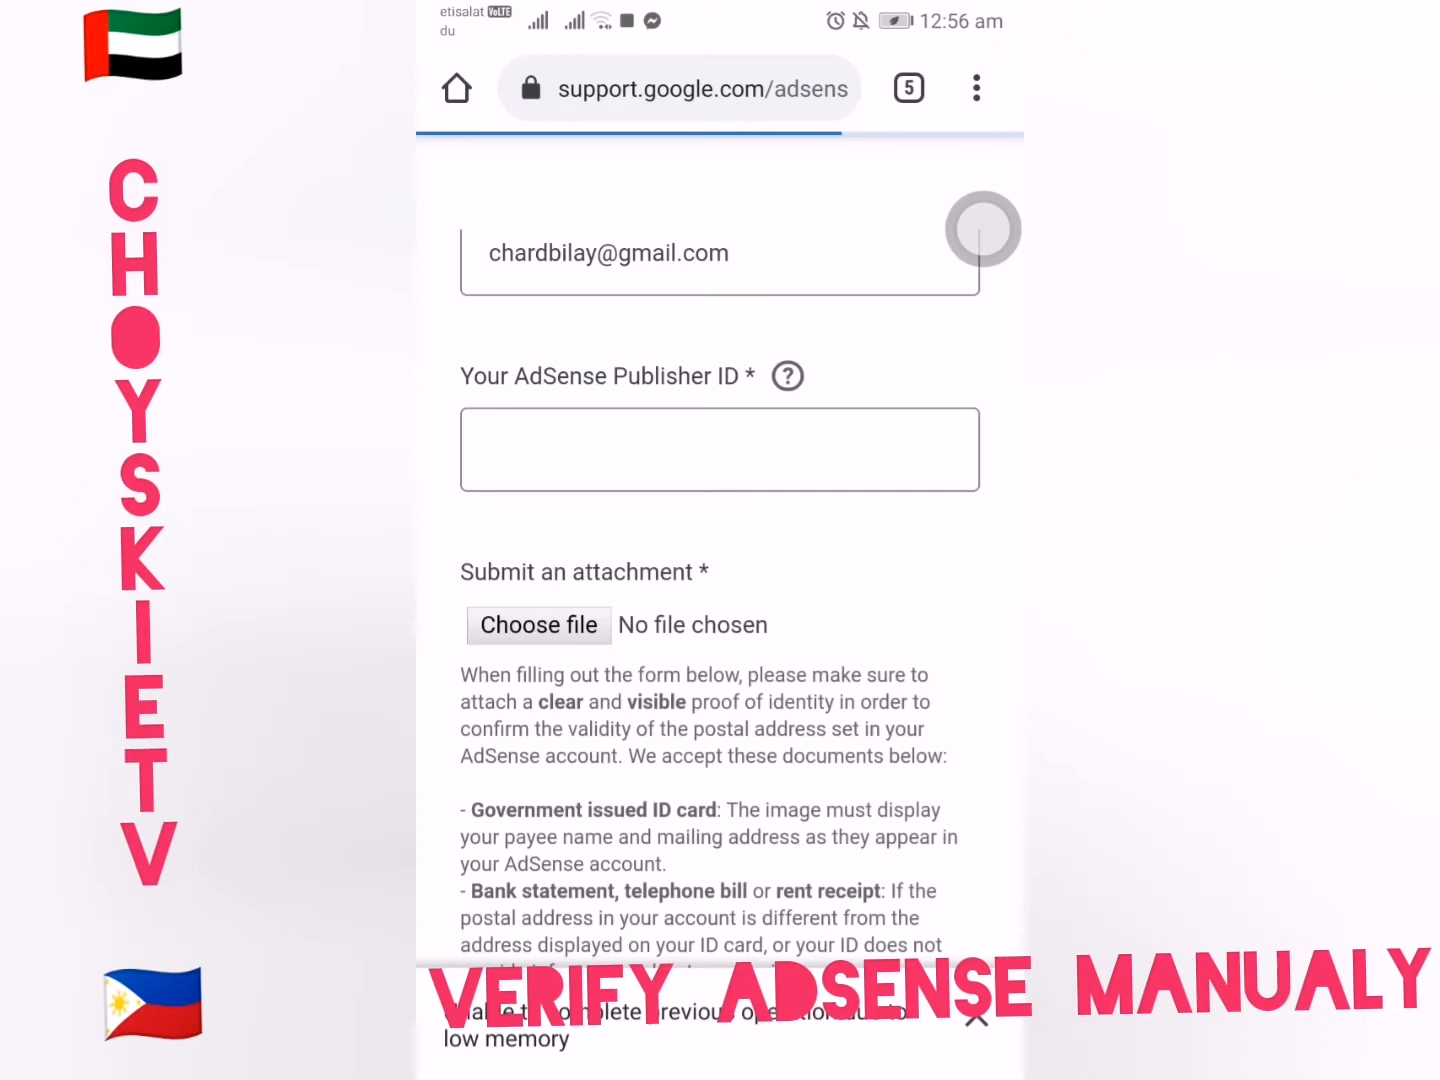 etisalat VoLTE
du
12:56 am
support.google.com/adsens
5
chardbilay@gmail.com
Your AdSense Publisher ID *
?
Submit an attachment *
Choose file No file chosen
When filling out the form below, please make sure to
attach a clear and visible proof of identity in order to
confirm the validity of the postal address set in your
AdSense account. We accept these documents below:
- Government issued ID card: The image must display
your payee name and mailing address as they appear in
your AdSense account.
- Bank statement, telephone bill or rent receipt: If the
postal address in your account is different from the
address displayed on your ID card, or your ID does not
low memory
CHOYSKIETV
VERIFY ADSENSE MANUALY